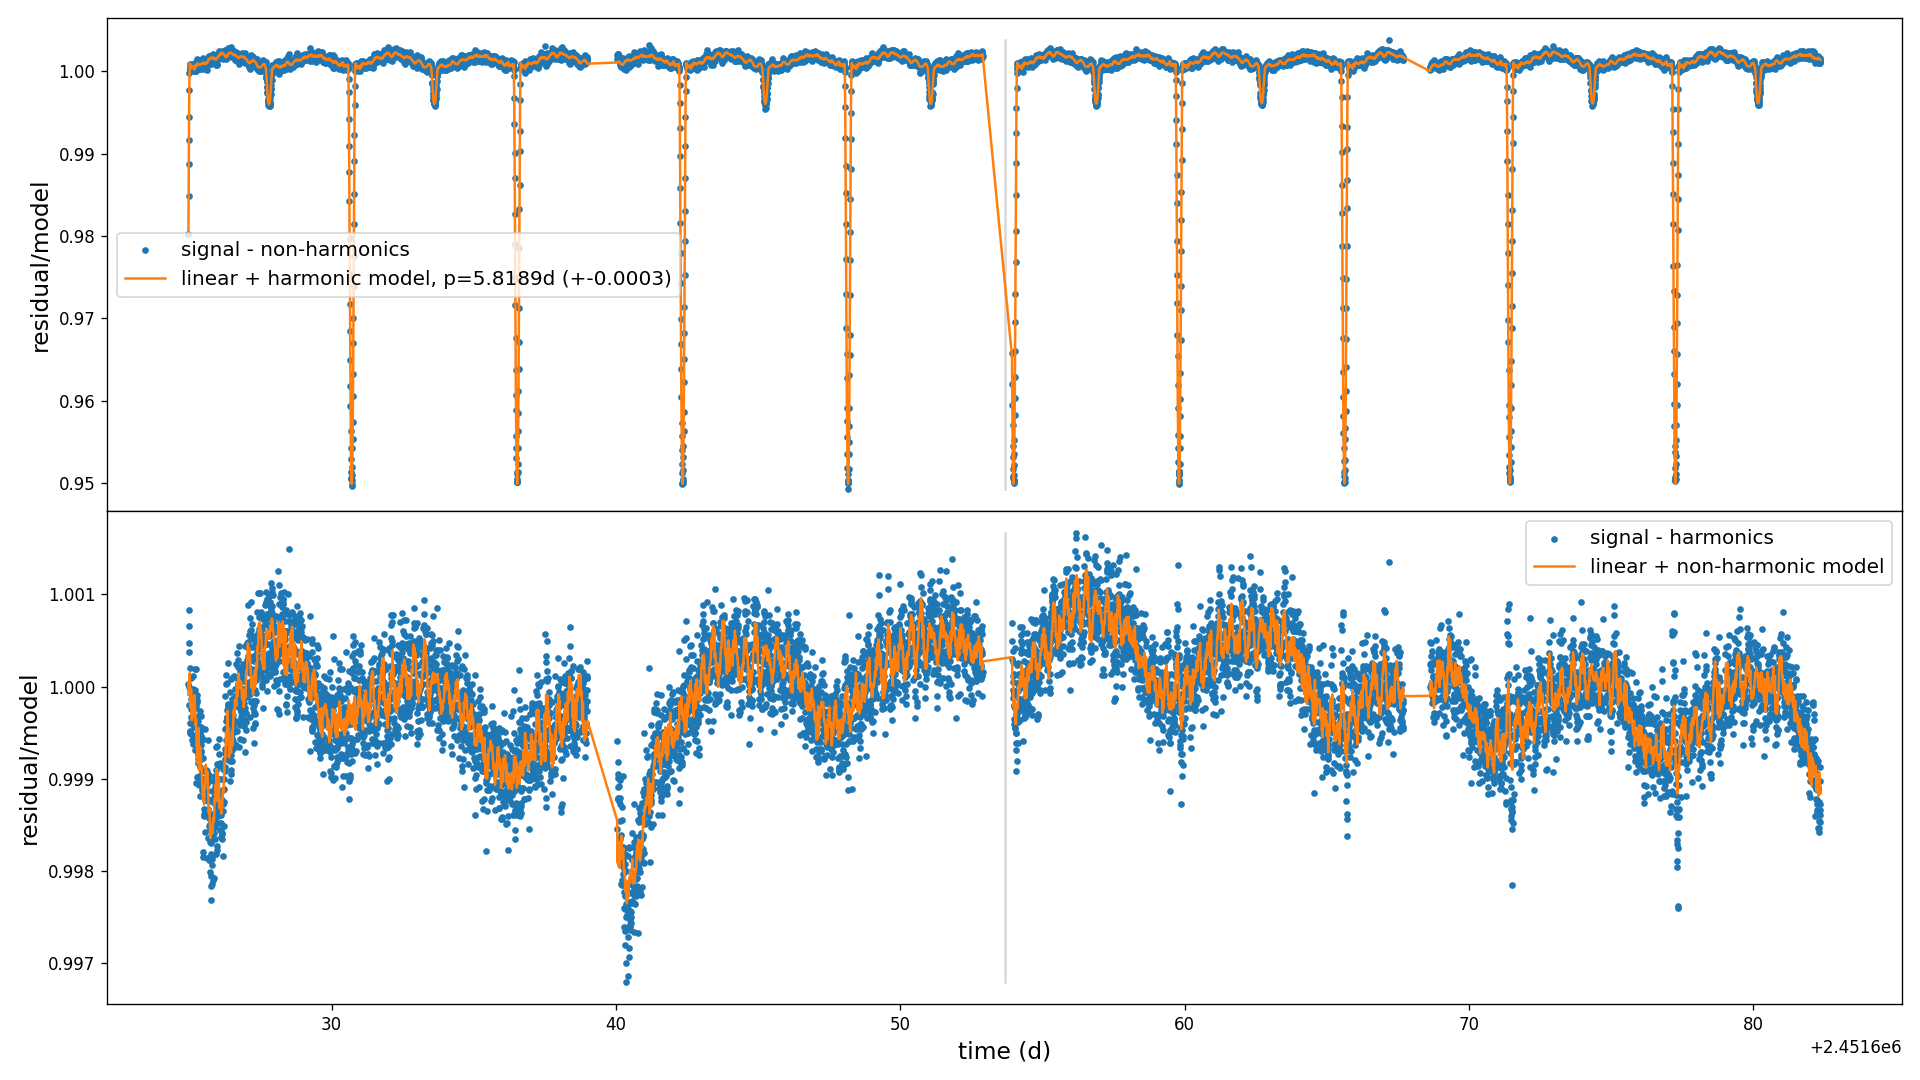 1.00
0.99
0.98
0.97
0.96
0.95
residual/model
signal - non-harmonics
linear + harmonic model, p=5.8189d (+-0.0003)
1.001
1.000
0.999
0.998
0.997
residual/model
signal - harmonics
linear + non-harmonic model
30 40 50 60 70 80
time (d)
+2.4516e6